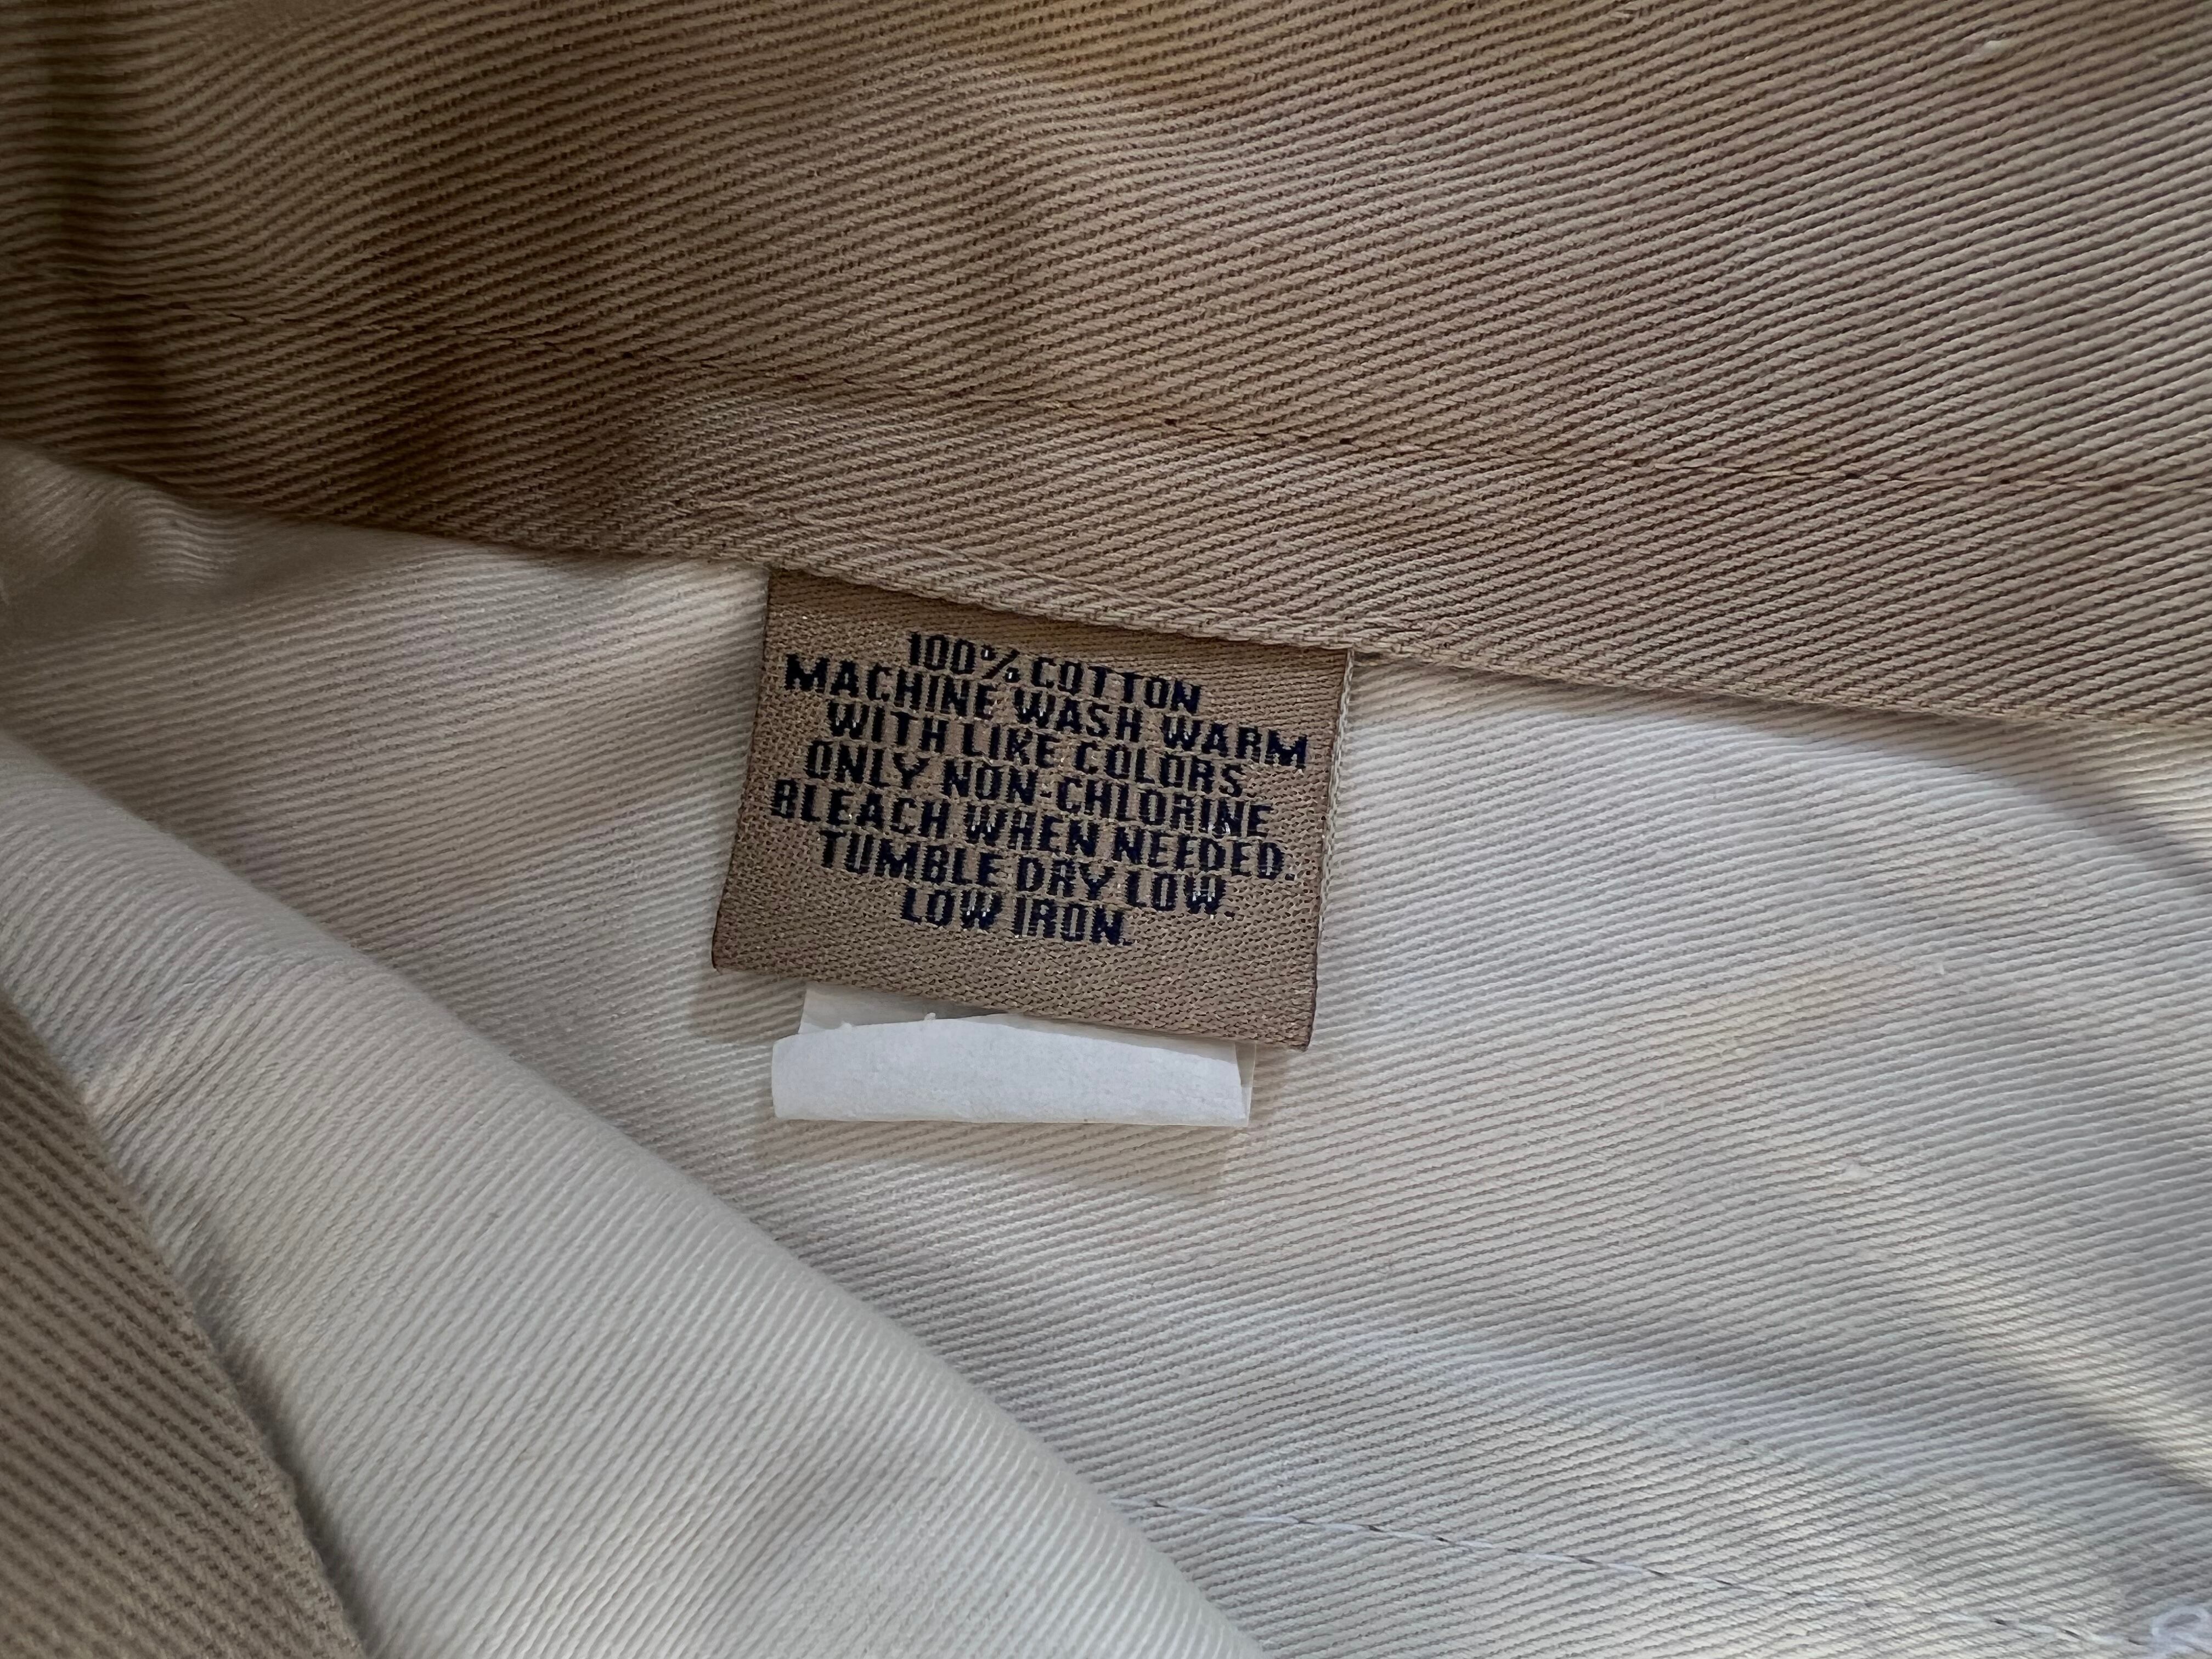 100% COTTON
MACHINE WASH WARM
WITH LIKE COLORS.
ONLY NON-CHLORINE
BLEACH WHEN NEEDED.
TUMBLE DRY LOW.
LOW IRON.